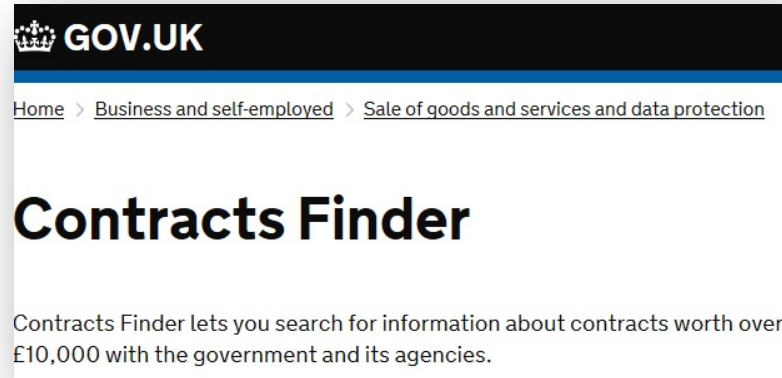 GOV.UK
Home > Business and self-employed > Sale of goods and services and data protection
Contracts Finder
Contracts Finder lets you search for information about contracts worth over
£10,000 with the government and its agencies.